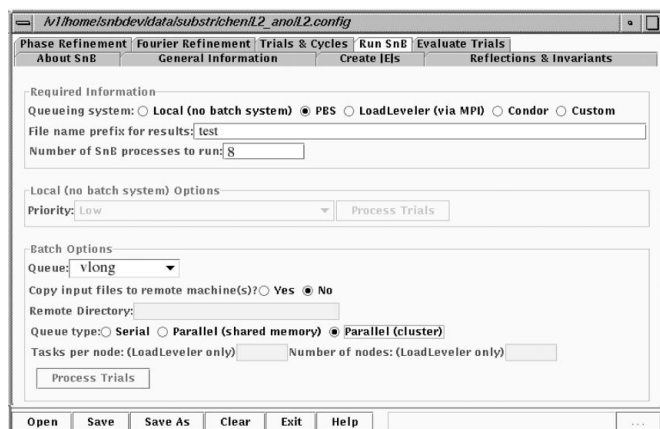 /v1/home/snbdev/data/substr/chen/L2_ano/L2.config
Phase Refinement Fourier Refinement Trials & Cycles Run SnB Evaluate Trials
About SnB General Information Create |E|s Reflections & Invariants
Required Information
Queueing system: Local (no batch system) PBS LoadLeveler (via MPI) Condor Custom
File name prefix for results: test
Number of SnB processes to run: 8
Local (no batch system) Options
Priority: Low Process Trials
Batch Options
Queue: vlong
Copy input files to remote machine(s)? Yes No
Remote Directory:
Queue type: Serial Parallel (shared memory) Parallel (cluster)
Tasks per node: (LoadLeveler only) Number of nodes: (LoadLeveler only)
Process Trials
Open Save Save As Clear Exit Help ...